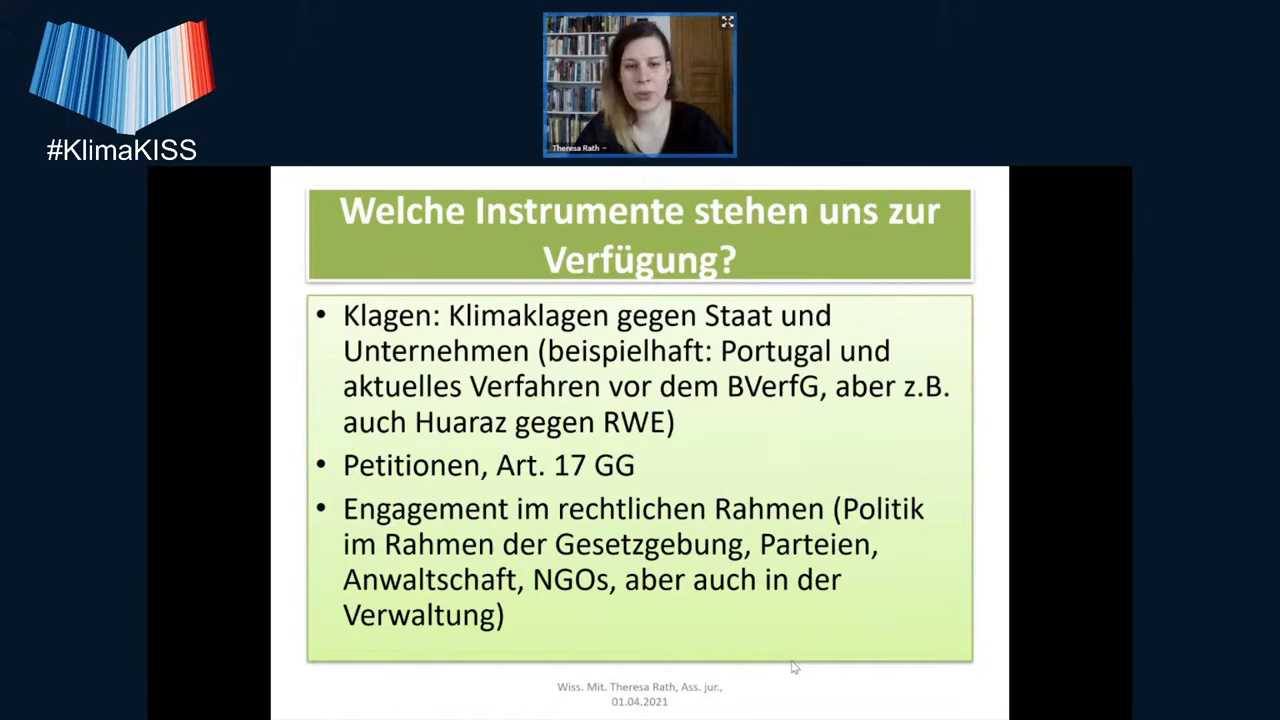 #KlimaKISS
Theresa Rath –
Welche Instrumente stehen uns zur
Verfügung?
• Klagen: Klimaklagen gegen Staat und
Unternehmen (beispielhaft: Portugal und
aktuelles Verfahren vor dem BVerfG, aber z.B.
auch Huaraz gegen RWE)
• Petitionen, Art. 17 GG
• Engagement im rechtlichen Rahmen (Politik
im Rahmen der Gesetzgebung, Parteien,
Anwaltschaft, NGOs, aber auch in der
Verwaltung)
Wiss. Mit. Theresa Rath, Ass. jur.,
01.04.2021